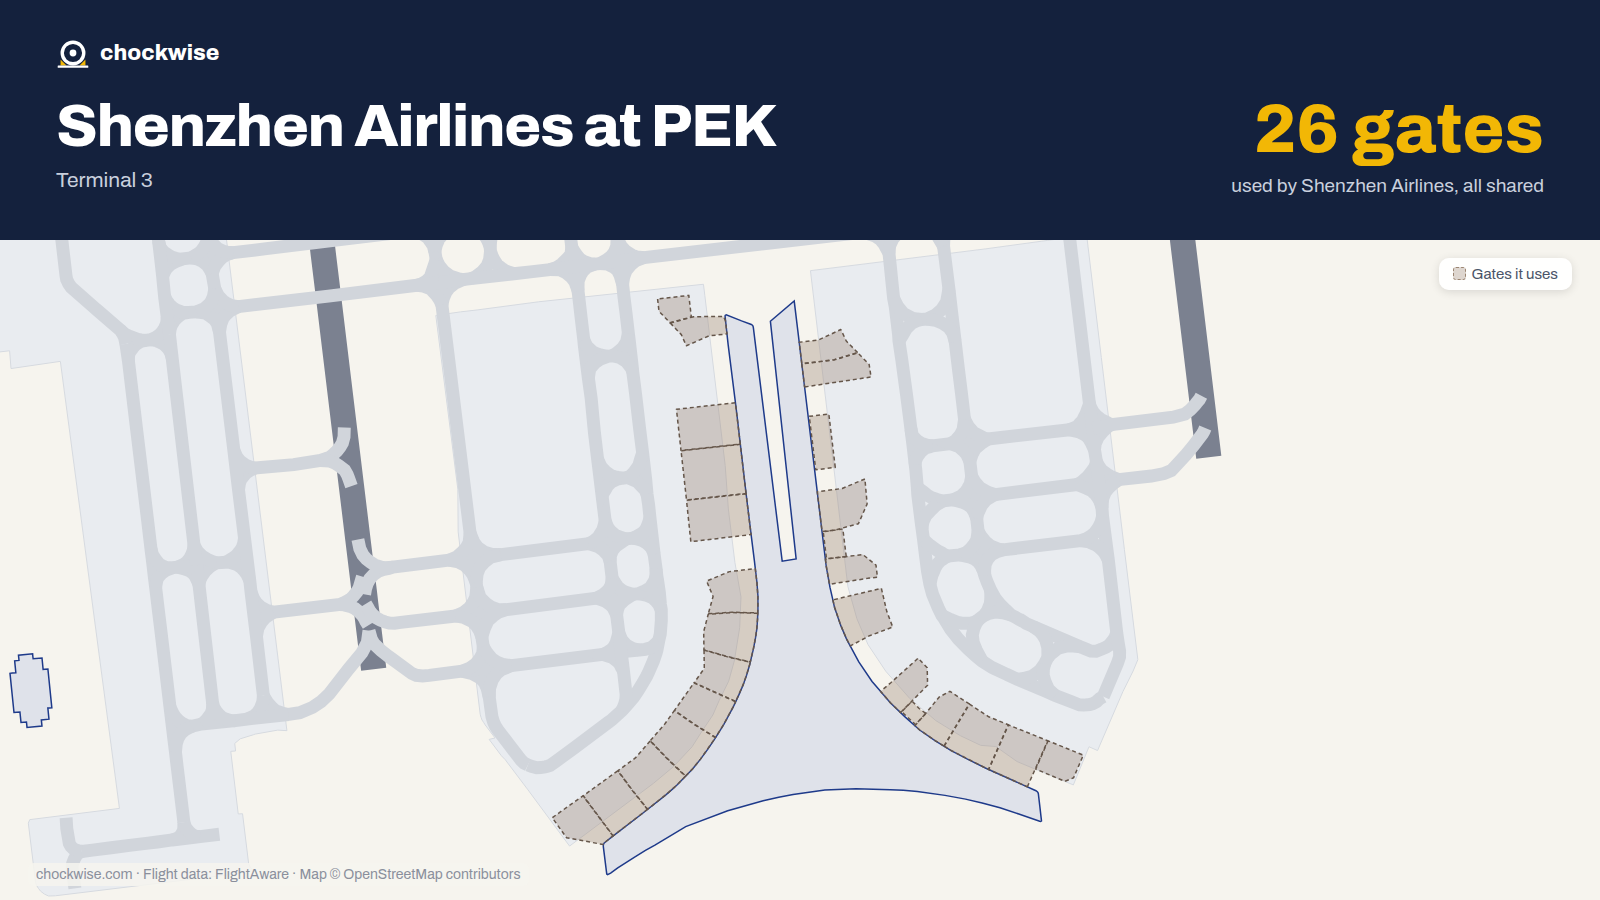 chockwise
Shenzhen Airlines at PEK
Terminal 3
26 gates
used by Shenzhen Airlines, all shared
Gates it uses
chockwise.com · Flight data: FlightAware · Map © OpenStreetMap contributors